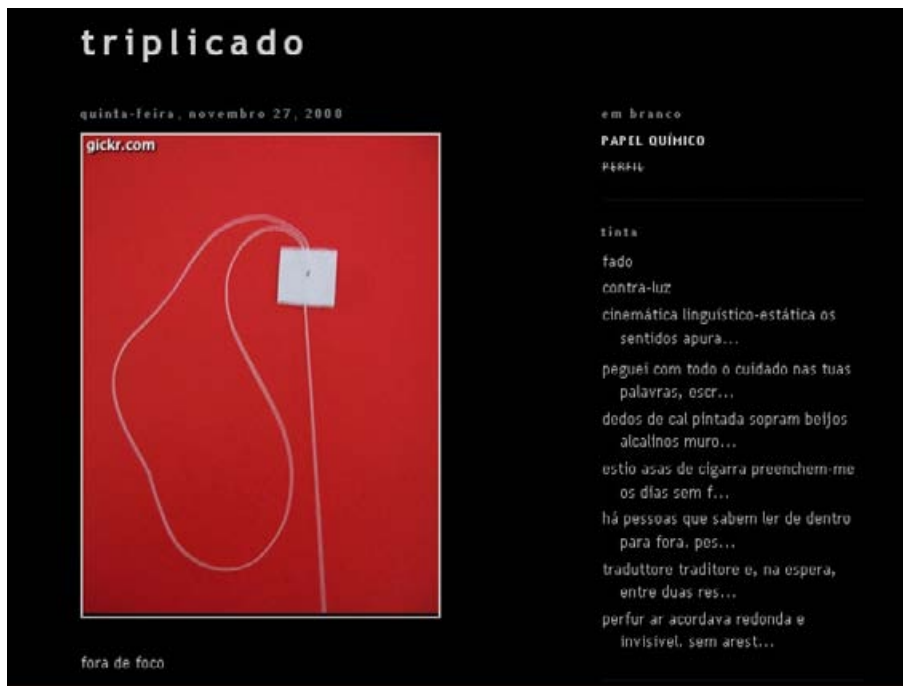 triplicado
quinta-feira, novembro 27, 2008
gickr.com
fora de foco
em branco
PAPEL QUÍMICO
PERFIL
tinta
fado
contra-luz
cinemática linguístico-estática os
sentidos apura...
peguei com todo o cuidado nas tuas
palavras, escr...
dedos de cal pintada sopram beijos
alcalinos muro...
estio asas de cigarra preenchem-me
os días sem f...
há pessoas que sabem ler de dentro
para fora. pes...
traduttore traditore e, na espera,
entre duas res...
perfur ar acordava redonda e
invisível. sem arest...